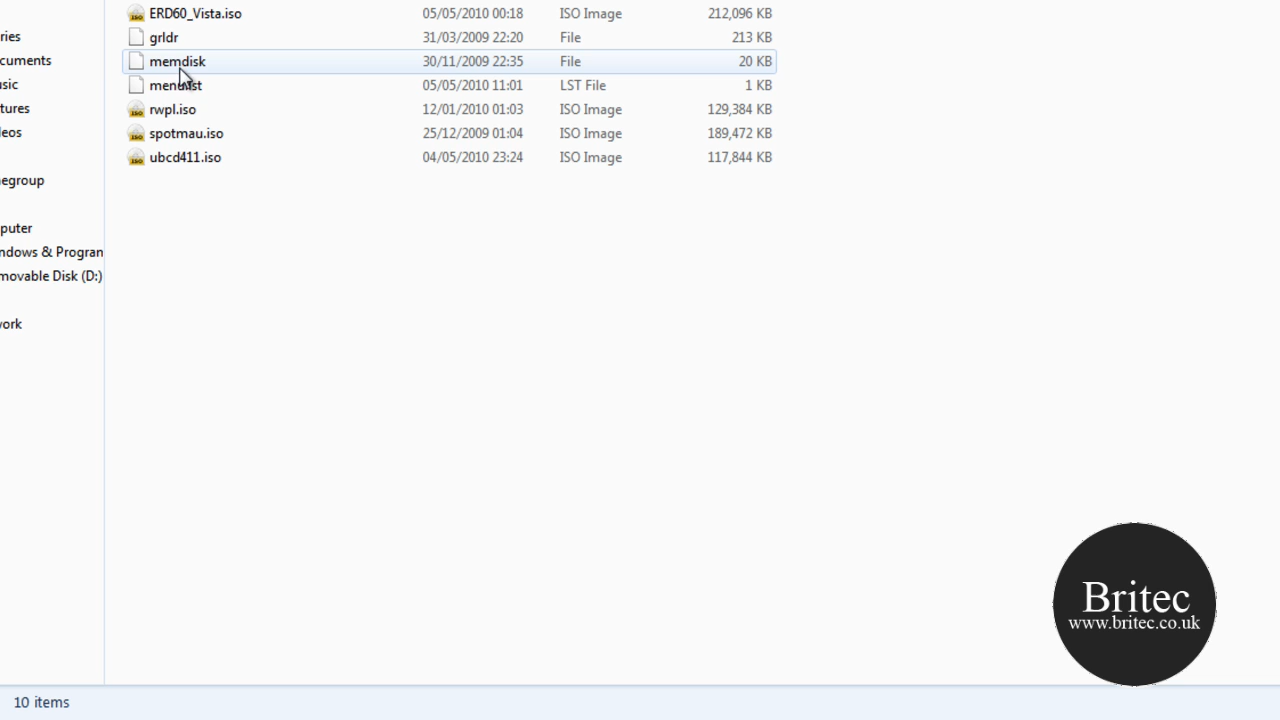 ERD60_Vista.iso 05/05/2010 00:18 ISO Image 212,096 KB
ries
grldr 31/03/2009 22:20 File 213 KB
cuments
memdisk 30/11/2009 22:35 File 20 KB
sic
05/05/2010 11:01 LST File 1 KB
tures
rwpl.iso 12/01/2010 01:03 ISO Image 129,384 KB
deos
spotmau.iso 25/12/2009 01:04 ISO Image 189,472 KB
ubcd411.iso 04/05/2010 23:24 ISO Image 117,844 KB
egroup
puter
ndows & Progran
movable Disk (D:)
ork
Britec
www.britec.co.uk
10 items